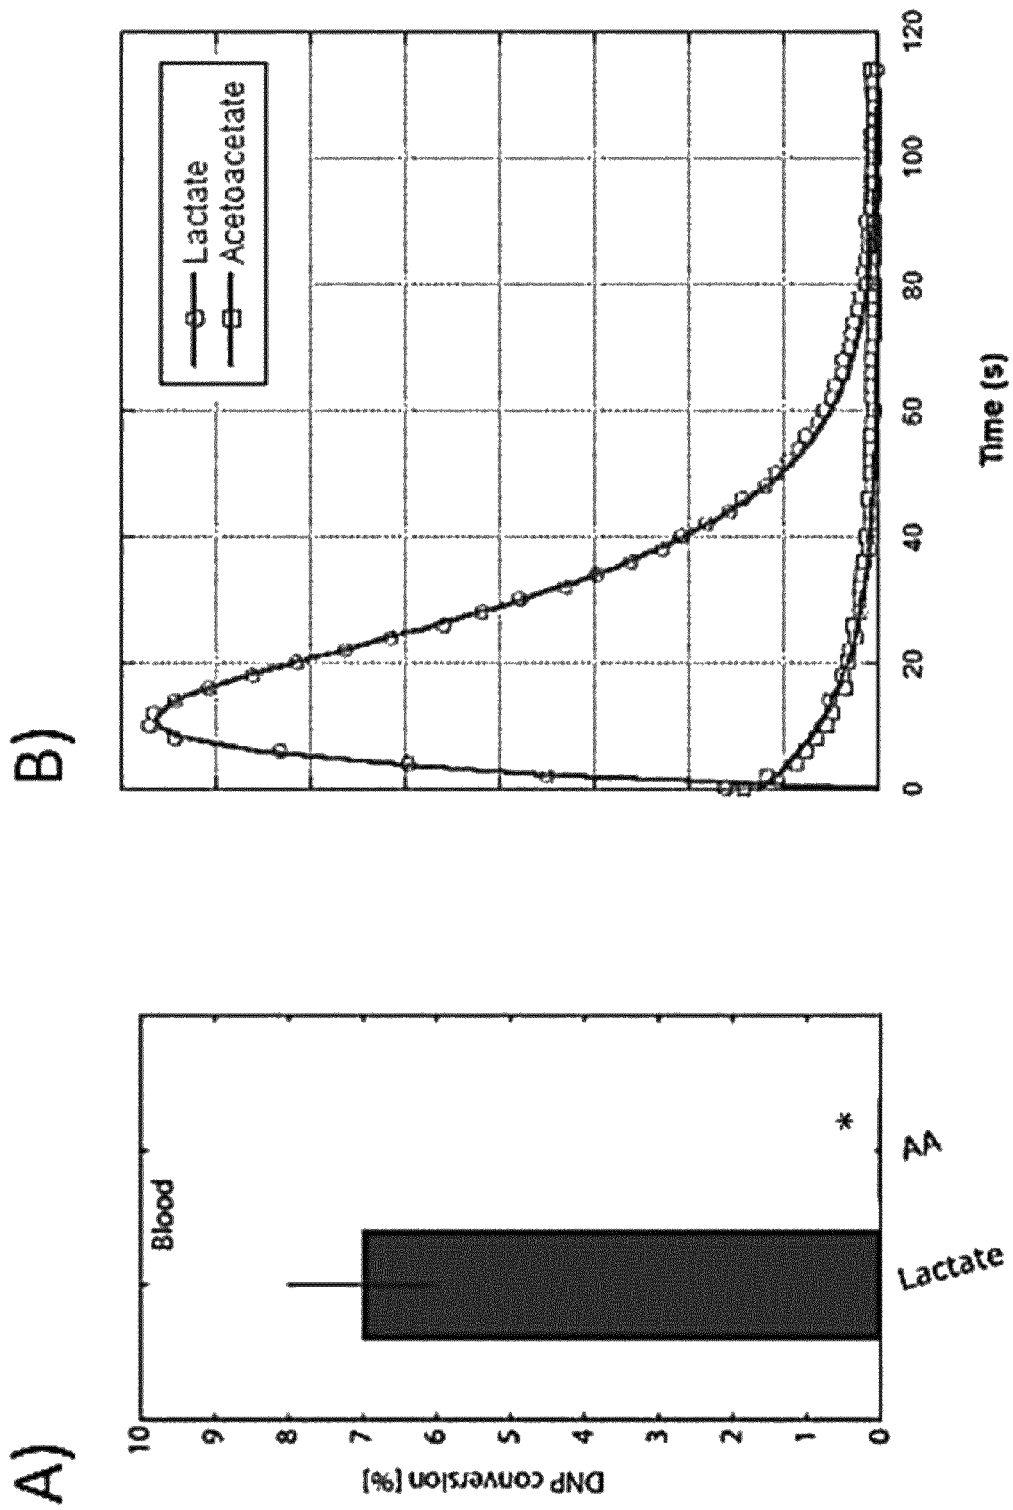 A)
Blood
DNP conversion [%]
10
9
8
7
6
5
4
3
2
1
0
Lactate
AA
*
B)
Lactate
Acetoacetate
0
20
40
60
80
100
120
Time (s)